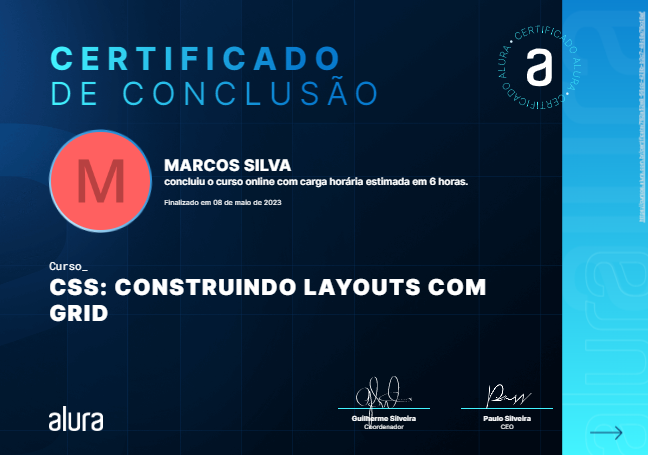 CERTIFICADO
DE CONCLUSÃO
CERTIFICADO ALURA • CERTIFICADO ALURA •
a
M
MARCOS SILVA
concluiu o curso online com carga horária estimada em 6 horas.
Finalizado em 08 de maio de 2023
Curso_
CSS: CONSTRUINDO LAYOUTS COM
GRID
alura
Guilherme Silveira
Coordenador
Paulo Silveira
CEO
alura